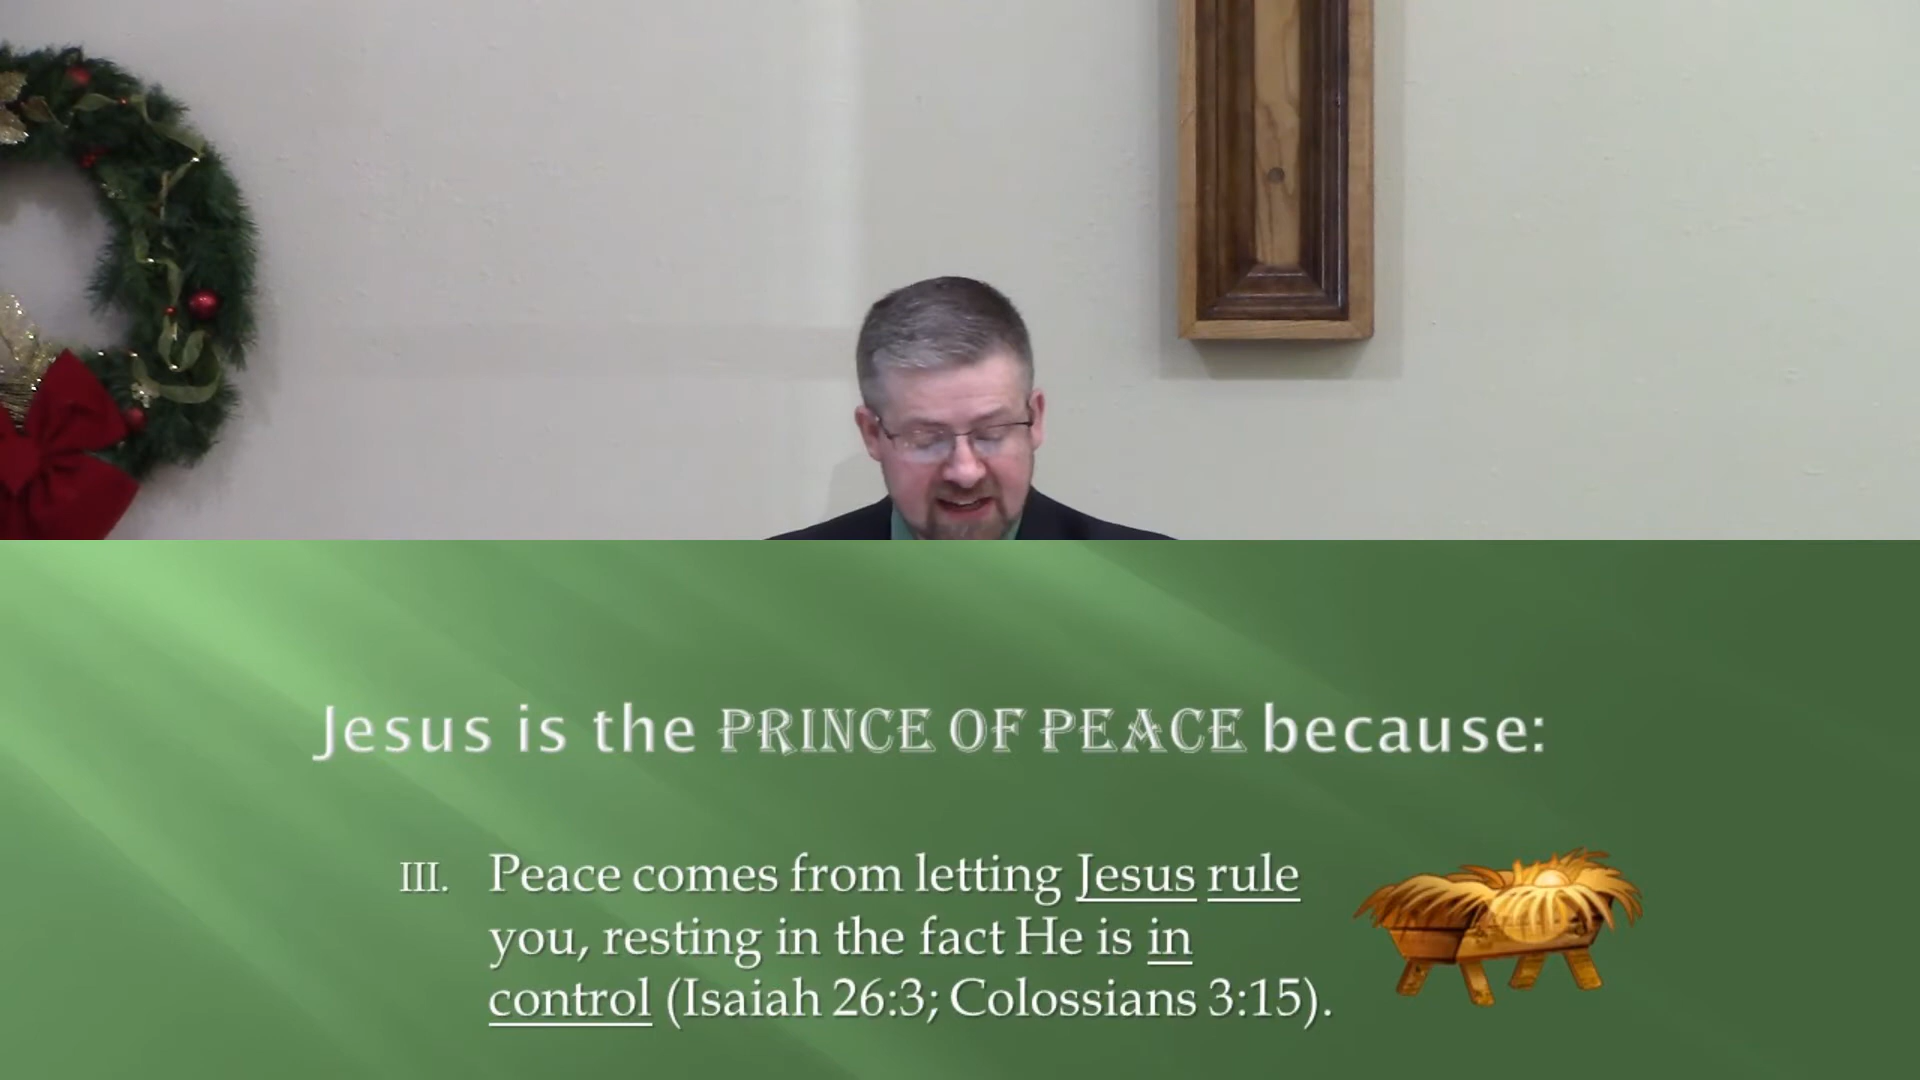 Jesus is the PRINCE OF PEACE because:
III. Peace comes from letting Jesus rule
you, resting in the fact He is in
control (Isaiah 26:3; Colossians 3:15).